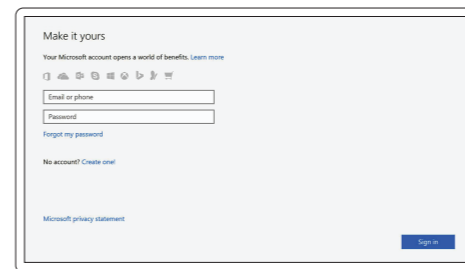 Make it yours
Your Microsoft account opens a world of benefits. Learn more
Email or phone
Password
Forgot my password
No account? Create one!
Microsoft privacy statement
Sign in